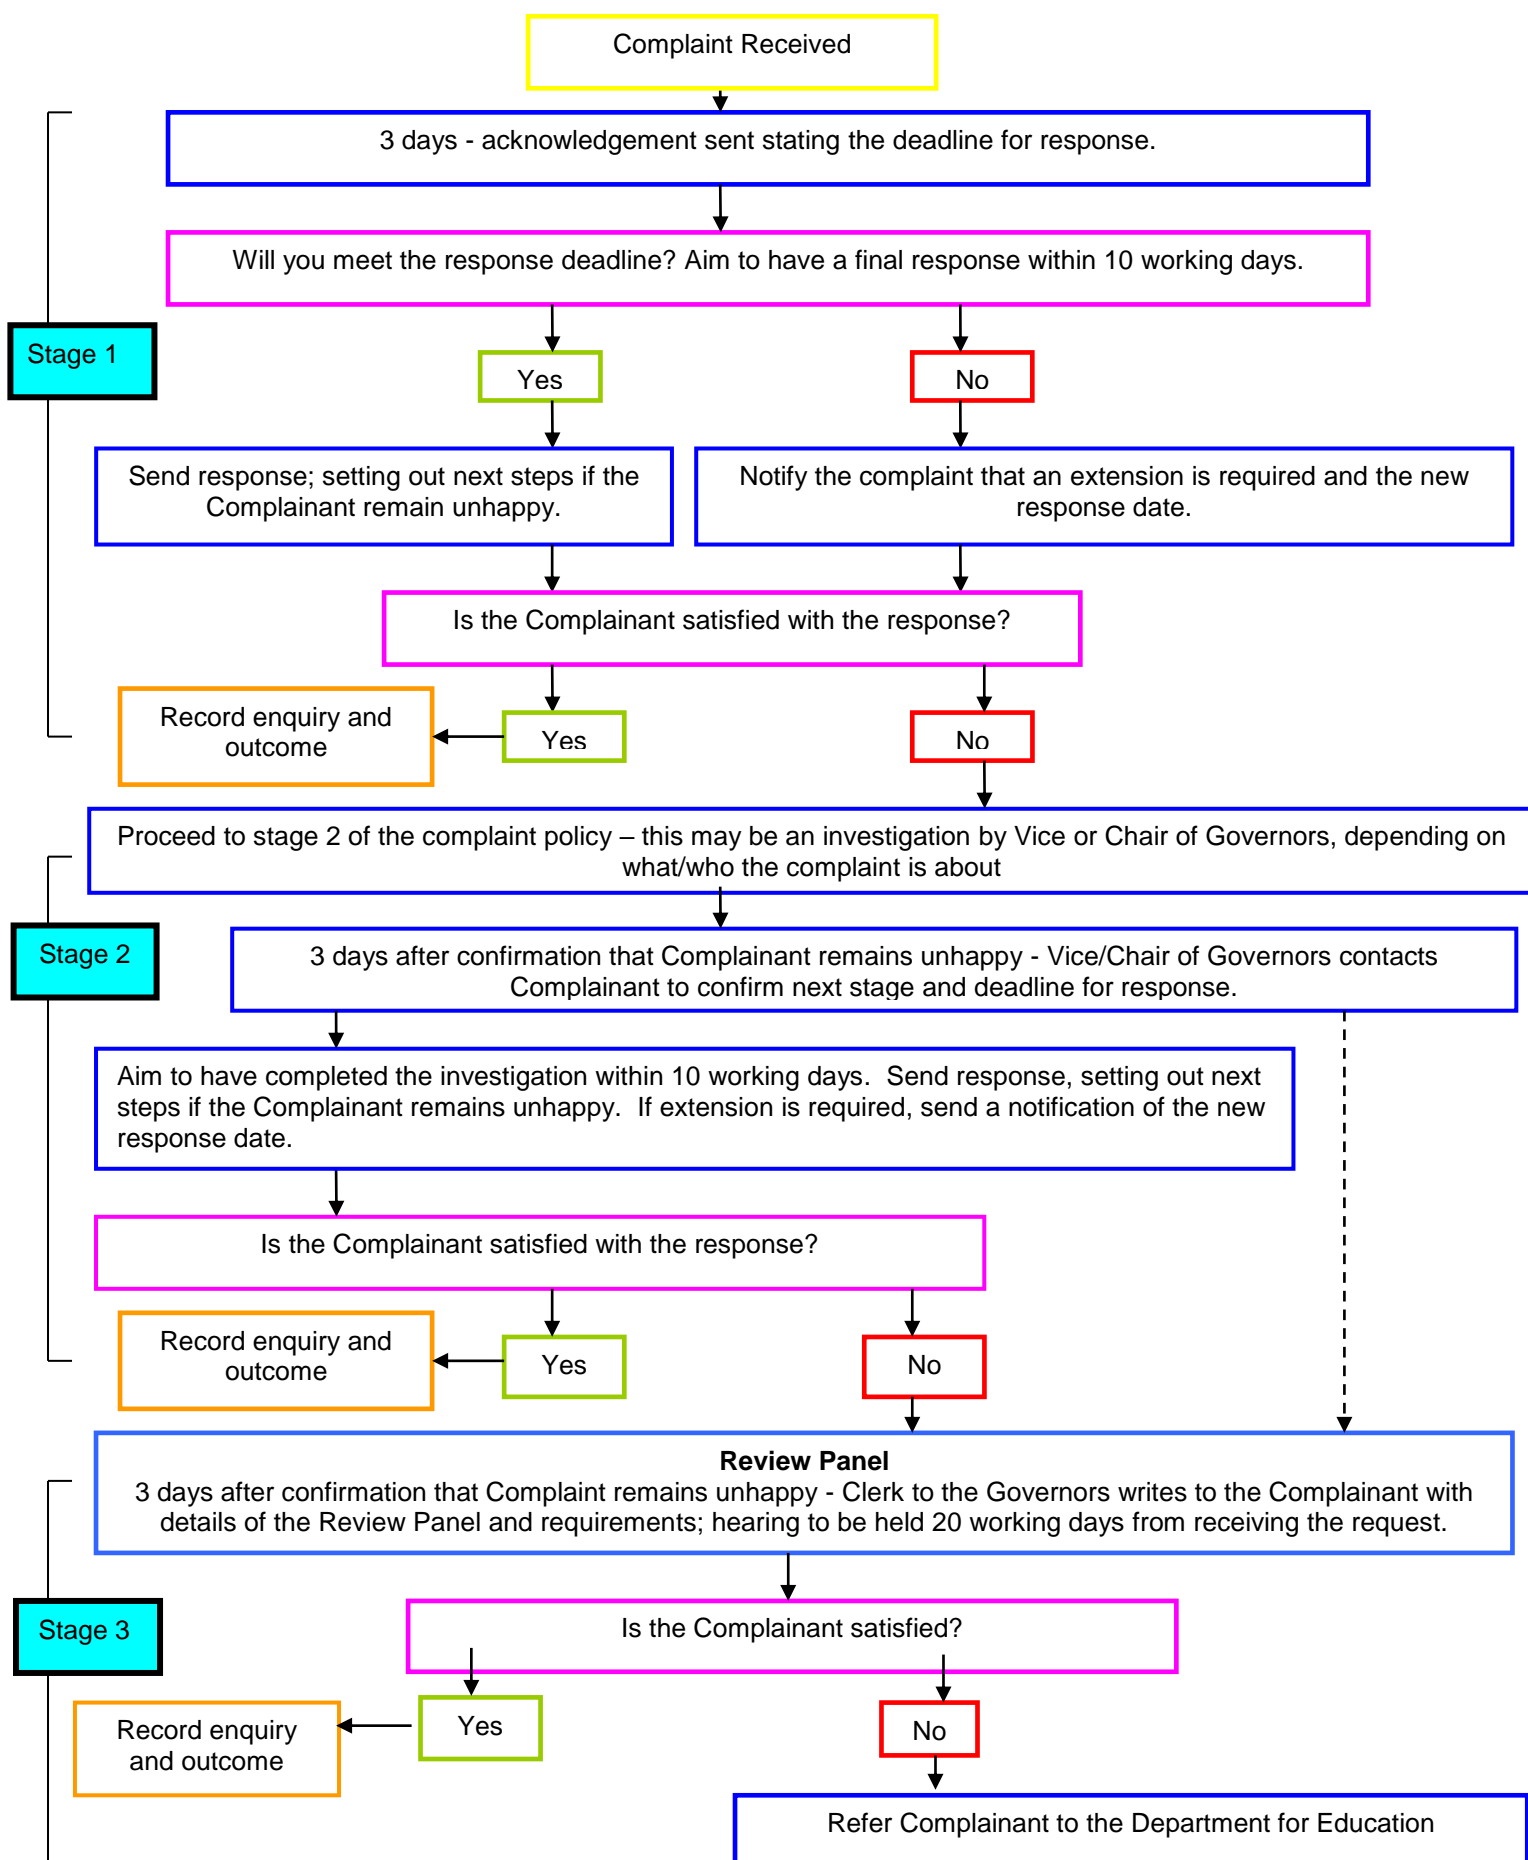 Complaint Received
3 days - acknowledgement sent stating the deadline for response.
Will you meet the response deadline? Aim to have a final response within 10 working days.
Stage 1
Yes
No
Send response; setting out next steps if the
Complainant remain unhappy.
Notify the complaint that an extension is required and the new
response date.
Is the Complainant satisfied with the response?
Record enquiry and
outcome
Yes
No
Proceed to stage 2 of the complaint policy – this may be an investigation by Vice or Chair of Governors, depending on
what/who the complaint is about
Stage 2
3 days after confirmation that Complainant remains unhappy - Vice/Chair of Governors contacts
Complainant to confirm next stage and deadline for response.
Aim to have completed the investigation within 10 working days.  Send response, setting out next
steps if the Complainant remains unhappy.  If extension is required, send a notification of the new
response date.
Is the Complainant satisfied with the response?
Record enquiry and
outcome
Yes
No
Review Panel
3 days after confirmation that Complaint remains unhappy - Clerk to the Governors writes to the Complainant with
details of the Review Panel and requirements; hearing to be held 20 working days from receiving the request.
Stage 3
Is the Complainant satisfied?
Record enquiry
and outcome
Yes
No
Refer Complainant to the Department for Education